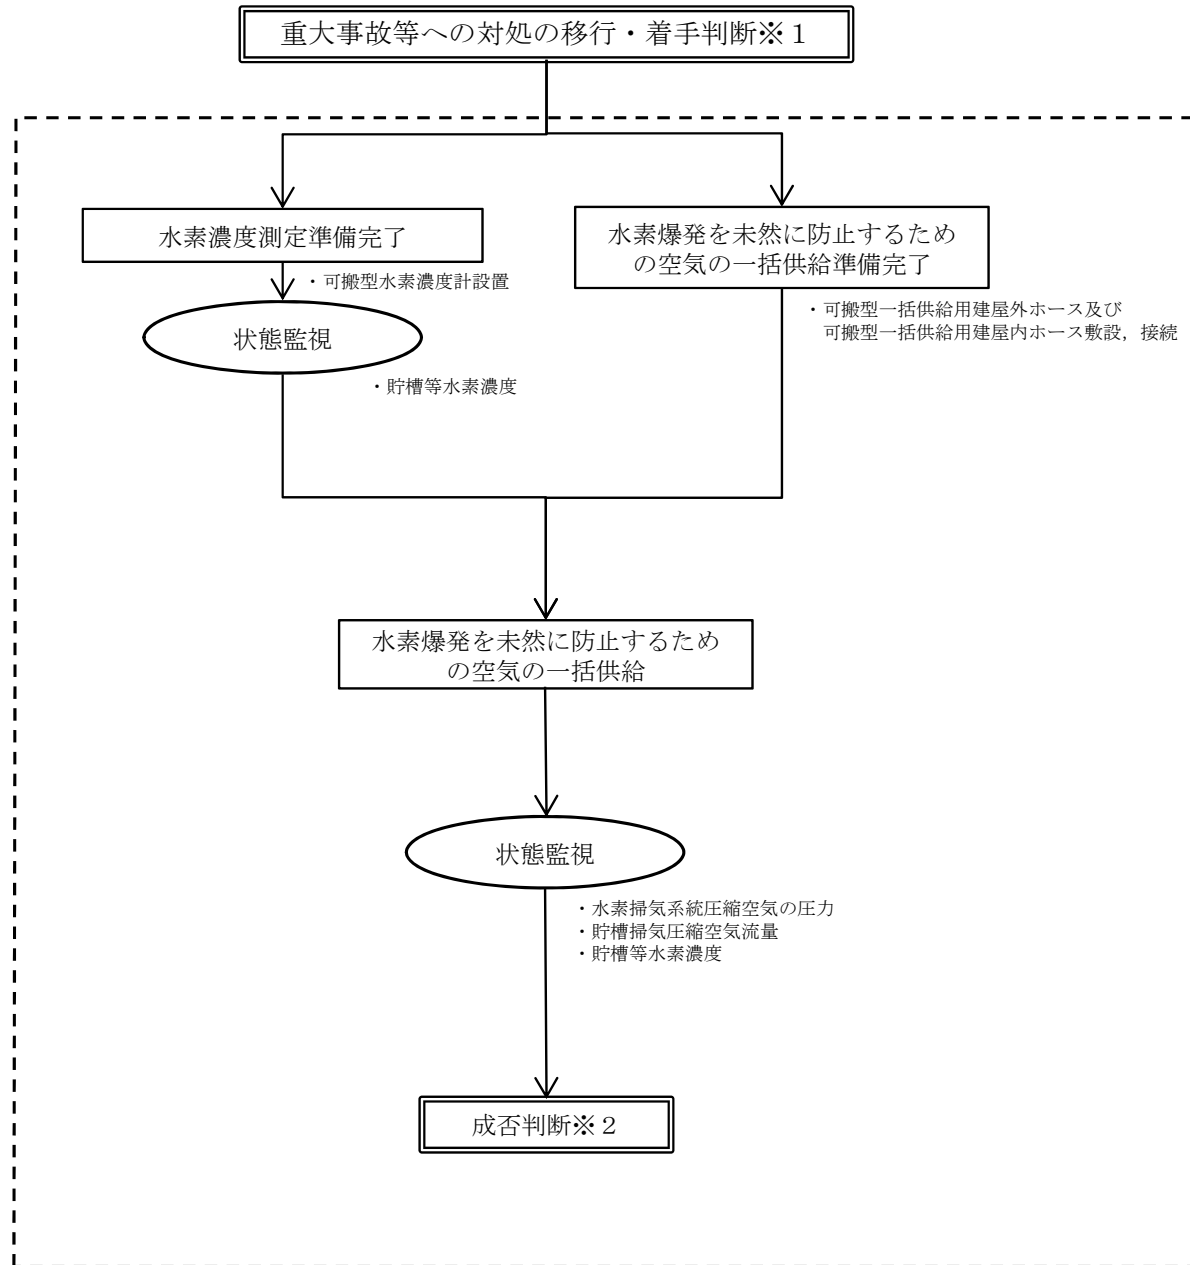 重大事故等への対処の移行・着手判断※１
水素濃度測定準備完了
・可搬型水素濃度計設置
状態監視
・貯槽等水素濃度
水素爆発を未然に防止するため
の空気の一括供給準備完了
・可搬型一括供給用建屋外ホース及び
可搬型一括供給用建屋内ホース敷設，接続
水素爆発を未然に防止するため
の空気の一括供給
状態監視
・水素掃気系統圧縮空気の圧力
・貯槽掃気圧縮空気流量
・貯槽等水素濃度
成否判断※２